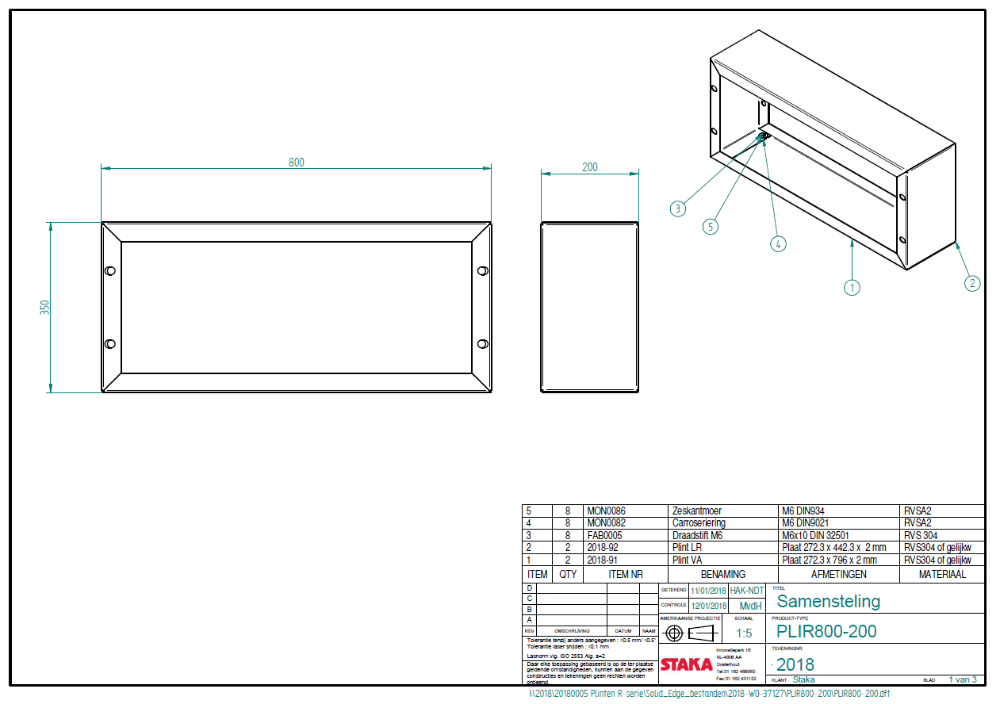 800
200
350
3
5
4
1
2
5 8 MON0086 Zeskantmoer M6 DIN934 RVSA2
4 8 MON0082 Carroseriering M6 DIN9021 RVSA2
3 8 FAB0005 Draadstift M6 M6x10 DIN 32501 RVS 304
2 2 2018-92 Plint LR Plaat 272.3 x 442.3 x 2 mm RVS304 of gelijkw
1 2 2018-91 Plint VA Plaat 272.3 x 796 x 2 mm RVS304 of gelijkw
ITEM QTY ITEM NR BENAMING AFMETINGEN MATERIAAL
D
C
B
A
REV OMSCHRIJVING DATUM NAAM
Tolerantie tenzij anders aangegeven : ±0.5 mm/ ±0.5°
Tolerantie laser snijden : ±0.1 mm
Lasnorm vlg. ISO 2553 Alg. a=2
Daar elke toepassing gebaseerd is op de ter plaatse
geldende omstandigheden, kunnen aan de gegeven
constructies en tekeningen geen rechten worden
ontleend.
GETEKEND 11/01/2018 HAK-NDT
CONTROLE 12/01/2018 MvdH
AMERIKAANSE PROJECTIE SCHAAL
1:5
STAKA
Innovatiepark 16
NL-4906 AA
Oosterhout
Tel:31 162 468950
Fax:31 162 431132
TITEL
Samensteling
PRODUCT-TYPE
PLIR800-200
TEKENINGNR.
2018
KLANT Staka BLAD 1 van 3
I:\2018\20180005 Plinten R-serie\Solid_Edge_bestanden\2018-WO-37127\PLIR800-200\PLIR800-200.dft